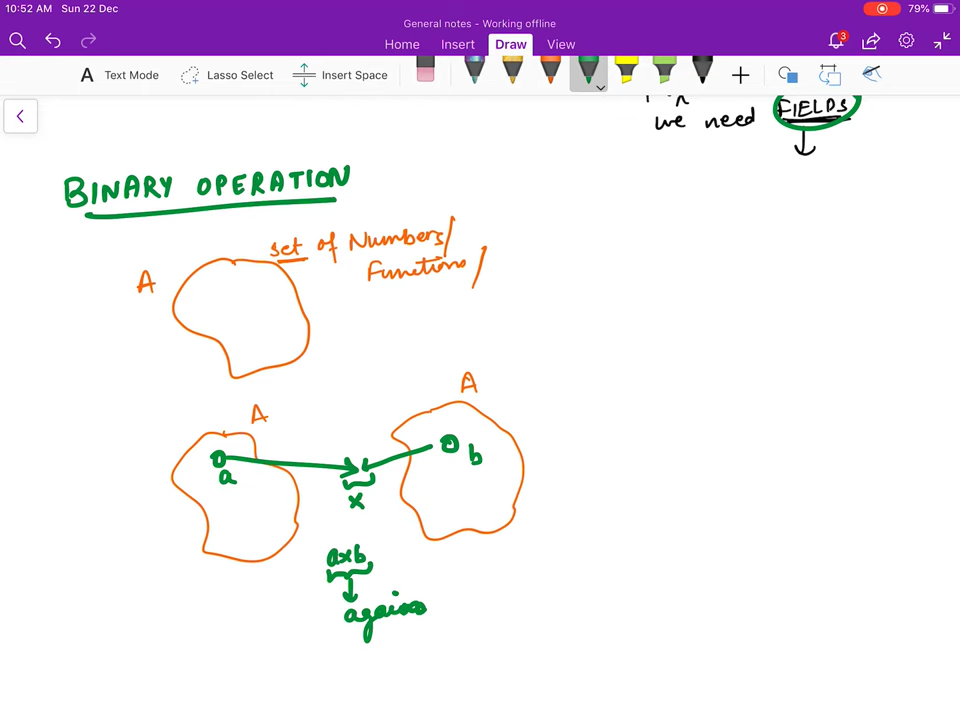 10:52 AM Sun 22 Dec
79%
General notes - Working offline
Home Insert Draw View
3
A Text Mode Lasso Select Insert Space
we need FIELDS
BINARY OPERATION
set of Numbers/
Functions/
A
A
A
a
b
x
axb
again